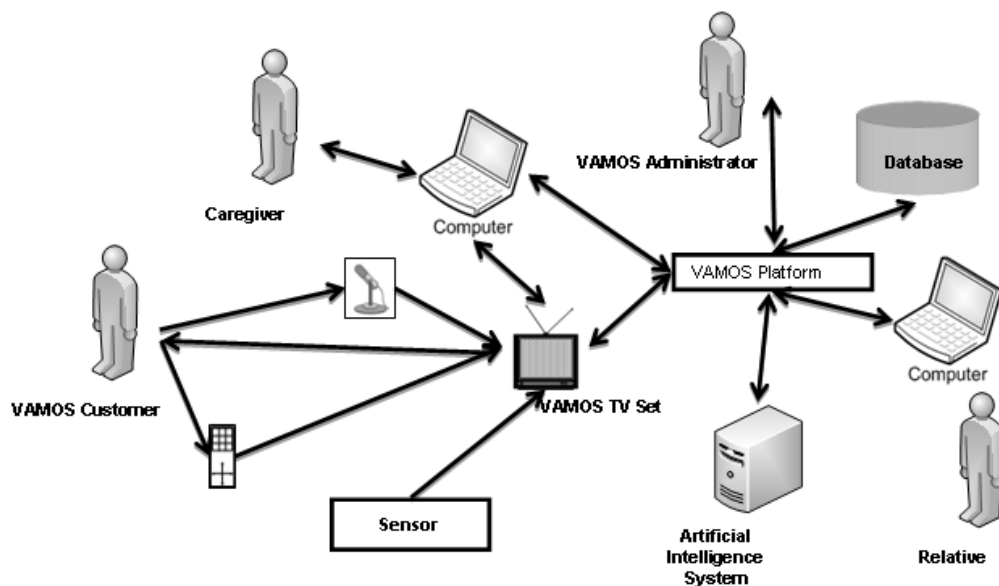 VAMOS Administrator
Database
Caregiver
Computer
VAMOS Platform
VAMOS Customer
VAMOS TV Set
Computer
Sensor
Artificial
Intelligence
System
Relative